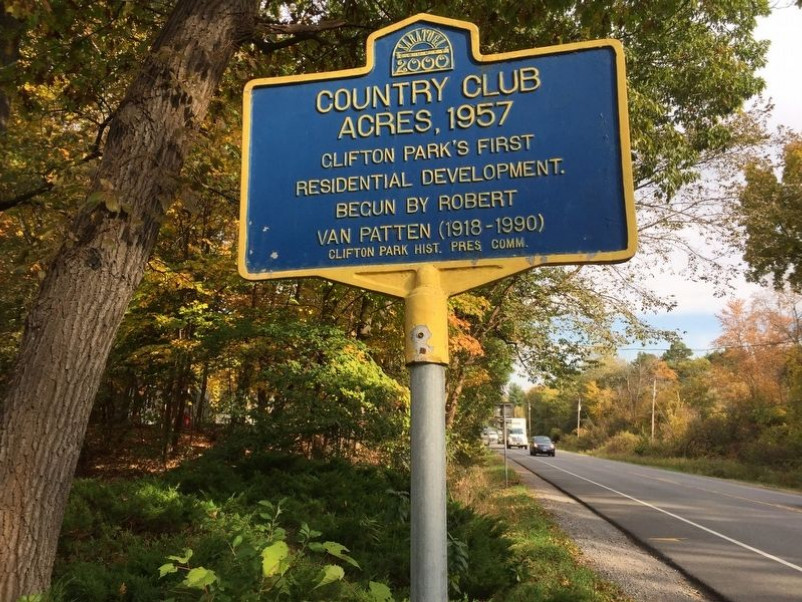 SARATOGA
2000
COUNTRY CLUB
ACRES, 1957
CLIFTON PARK'S FIRST
RESIDENTIAL DEVELOPMENT.
BEGUN BY ROBERT
VAN PATTEN (1918-1990)
CLIFTON PARK HIST. PRES. COMM.